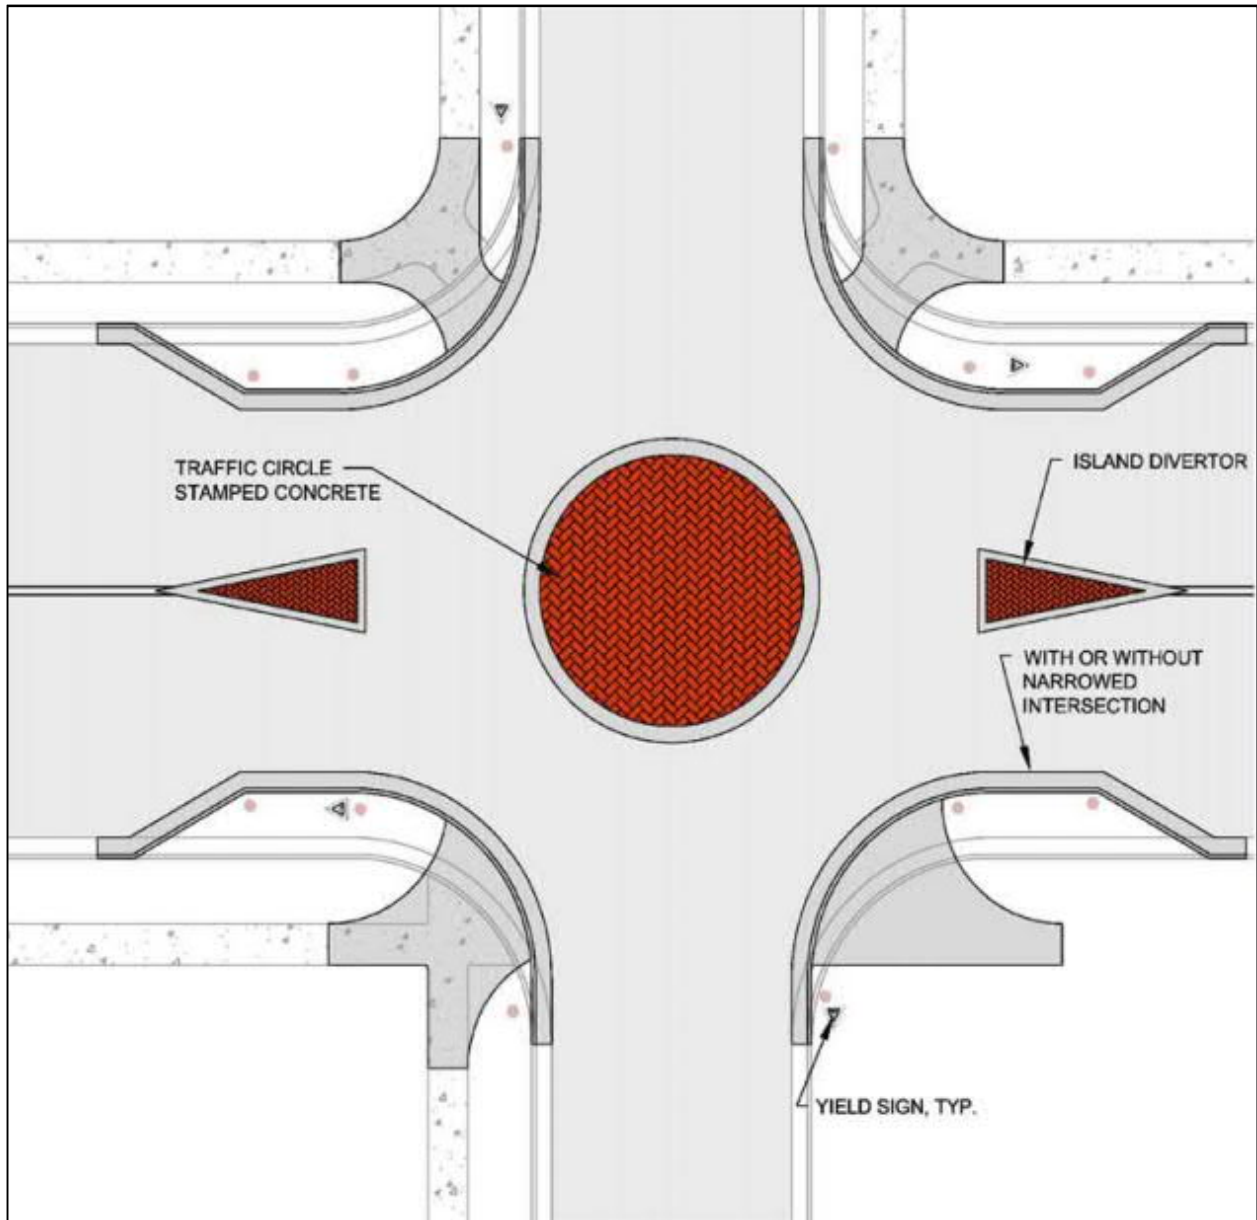 TRAFFIC CIRCLE
STAMPED CONCRETE
ISLAND DIVERTOR
WITH OR WITHOUT
NARROWED
INTERSECTION
YIELD SIGN, TYP.